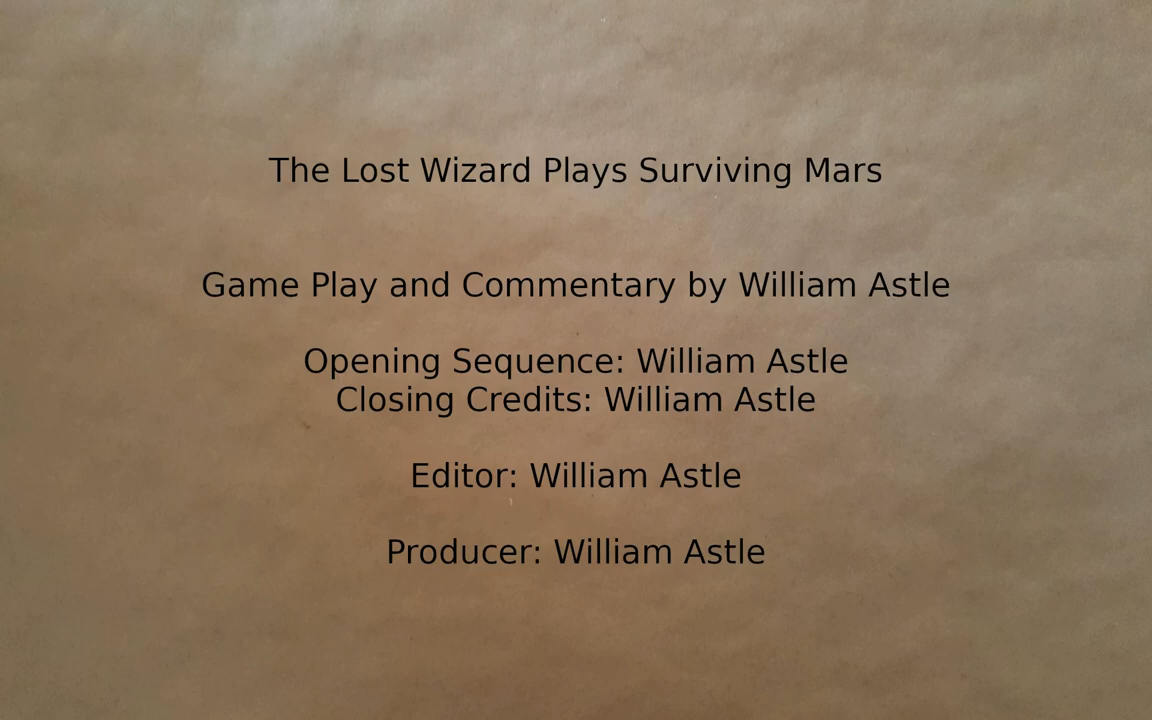 The Lost Wizard Plays Surviving Mars
Game Play and Commentary by William Astle
Opening Sequence: William Astle
Closing Credits: William Astle
Editor: William Astle
Producer: William Astle